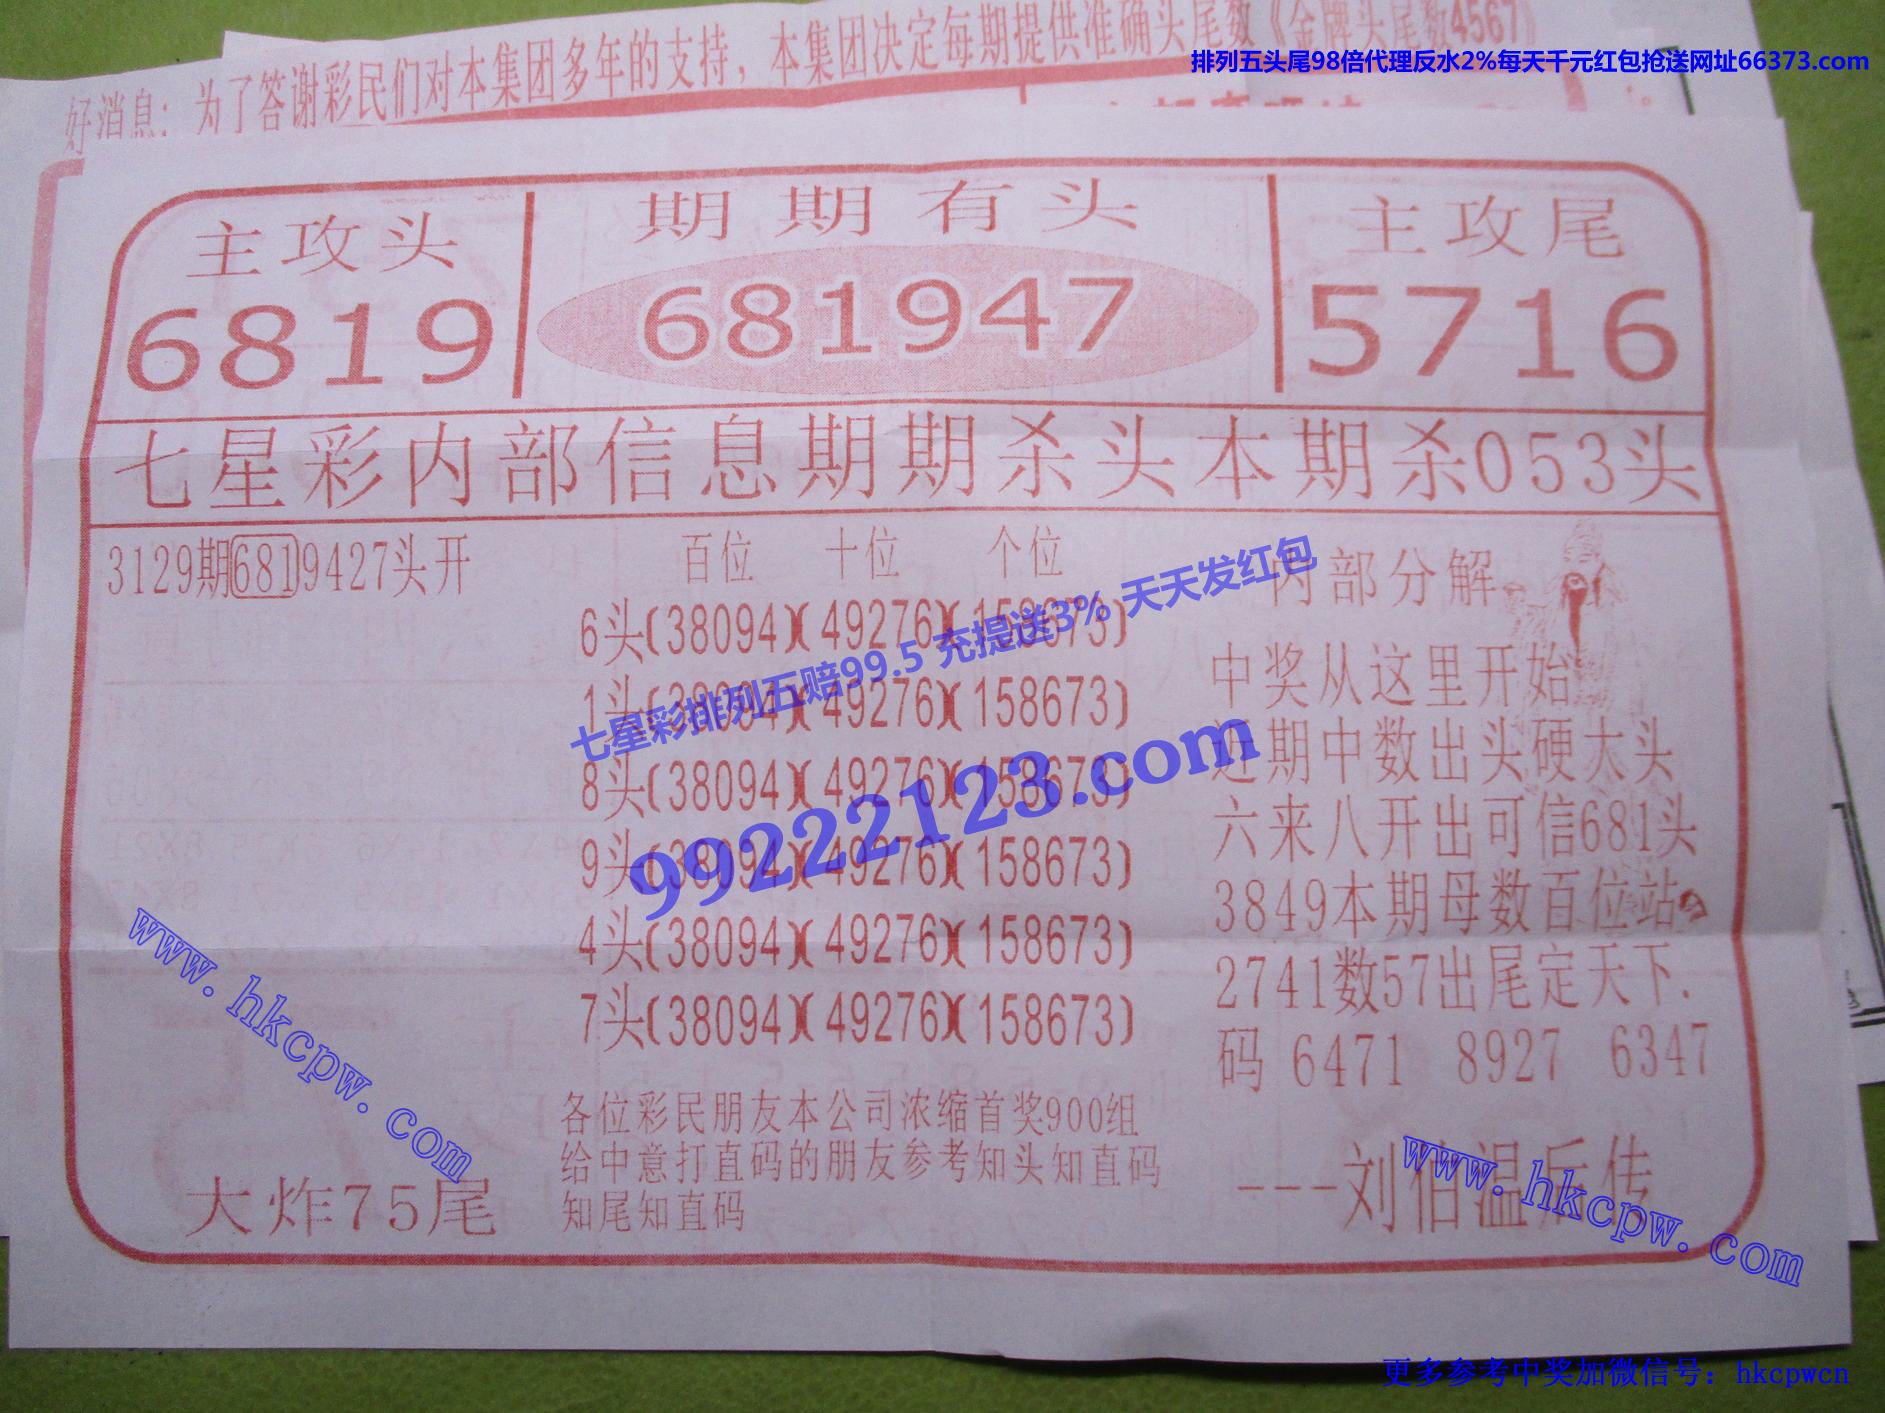 排列五头尾98倍代理反水2%每天千元红包抢送网址66373.com
好消息：为了答谢彩民们对本集团多年的支持，本集团决定每期提供准确头尾数《金牌头尾数4567》
主攻头
6819
期期有头
681947
主攻尾
5716
七星彩内部信息期期杀头本期杀053头
3129期6819427头开
百位 十位 个位
6头(38094)(49276)(158673)
1头(38094)(49276)(158673)
8头(38094)(49276)(158673)
9头(38094)(49276)(158673)
4头(38094)(49276)(158673)
7头(38094)(49276)(158673)
七星彩排列五赔99.5 充提送3% 天天发红包
99222123.com
内部分解
中奖从这里开始
近期中数出头硬大头
六来八开出可信681头
3849本期母数百位站
2741数57出尾定天下.
码 6471 8927 6347
---刘伯温后传
各位彩民朋友本公司浓缩首奖900组
给中意打直码的朋友参考知头知直码
知尾知直码
大炸75尾
www.hkcpw.com
www.hkcpw.com
更多参考中奖加微信号：hkcpwcn